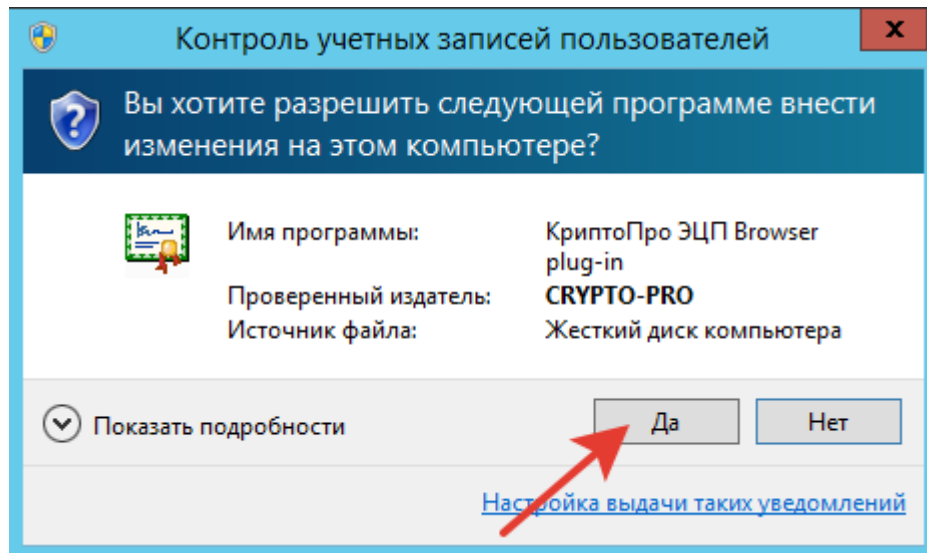 Контроль учетных записей пользователей
x
Вы хотите разрешить следующей программе внести
изменения на этом компьютере?
Имя программы: КриптоПро ЭЦП Browser
plug-in
Проверенный издатель: CRYPTO-PRO
Источник файла: Жесткий диск компьютера
Показать подробности
Да
Нет
Настройка выдачи таких уведомлений